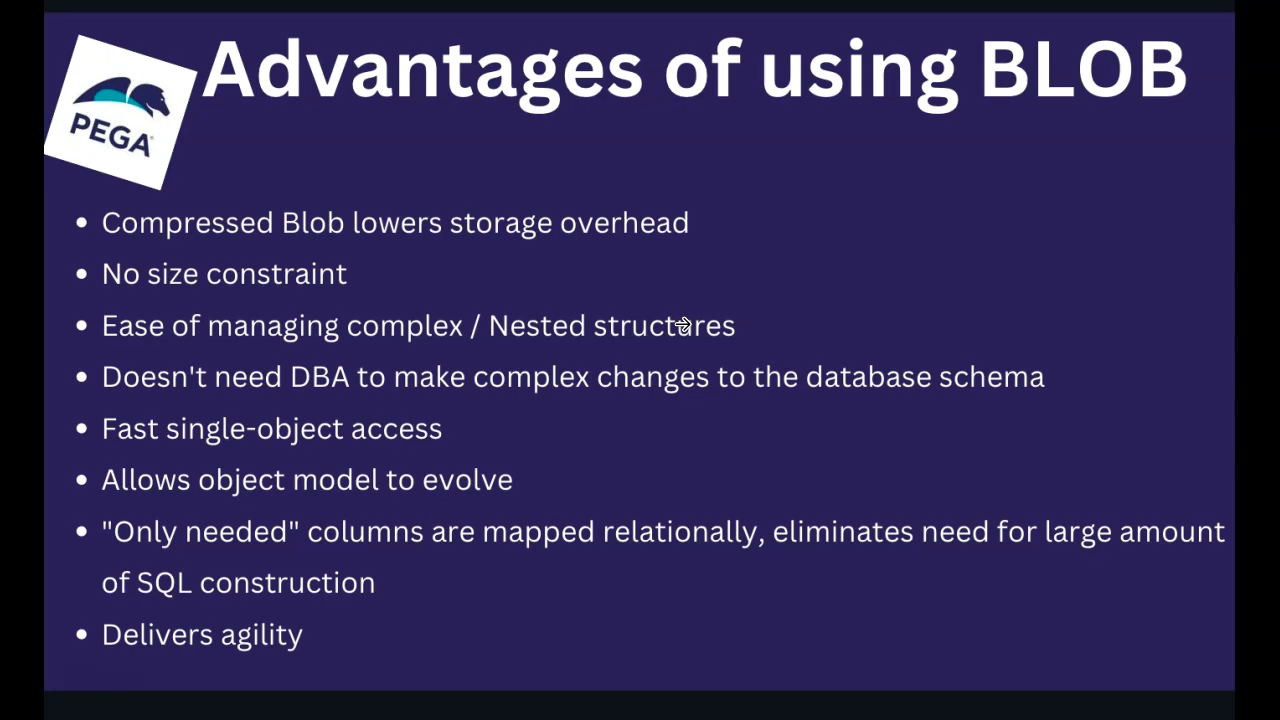 Advantages of using BLOB
PEGA
• Compressed Blob lowers storage overhead
• No size constraint
• Ease of managing complex / Nested structures
• Doesn't need DBA to make complex changes to the database schema
• Fast single-object access
• Allows object model to evolve
• "Only needed" columns are mapped relationally, eliminates need for large amount
of SQL construction
• Delivers agility